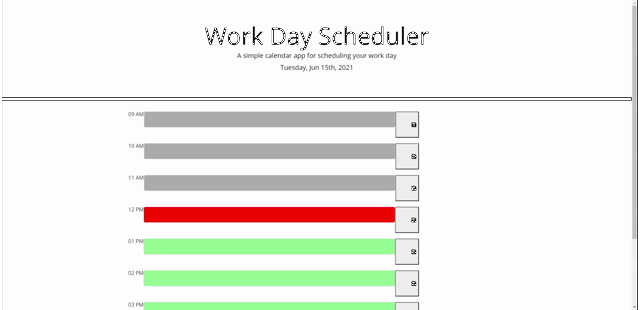 Work Day Scheduler
A simple calendar app for scheduling your work day
Tuesday, Jun 15th, 2021
09 AM
10 AM
11 AM
12 PM
01 PM
02 PM
03 PM